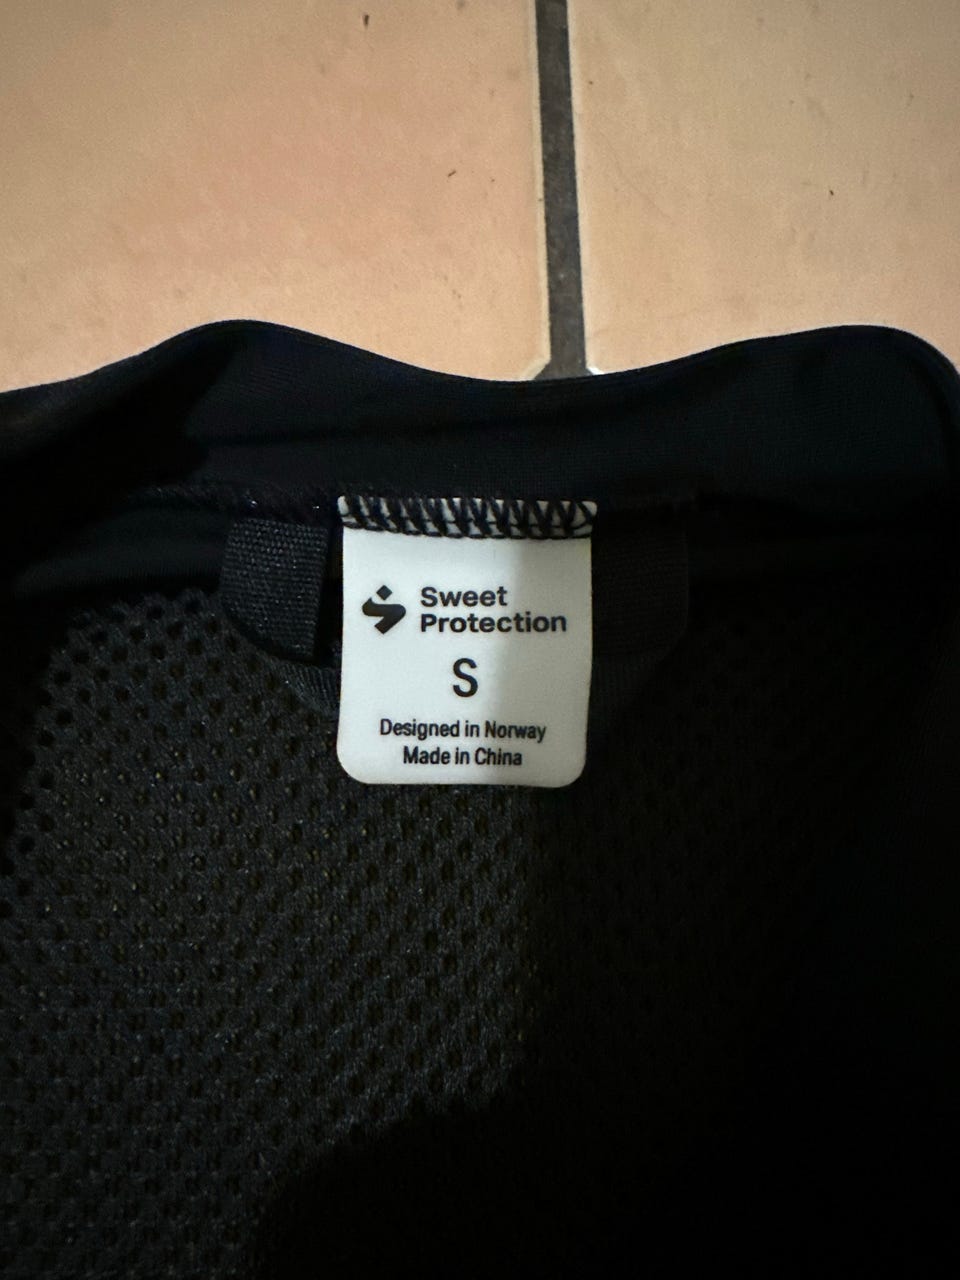 Sweet
Protection
S
Designed in Norway
Made in China